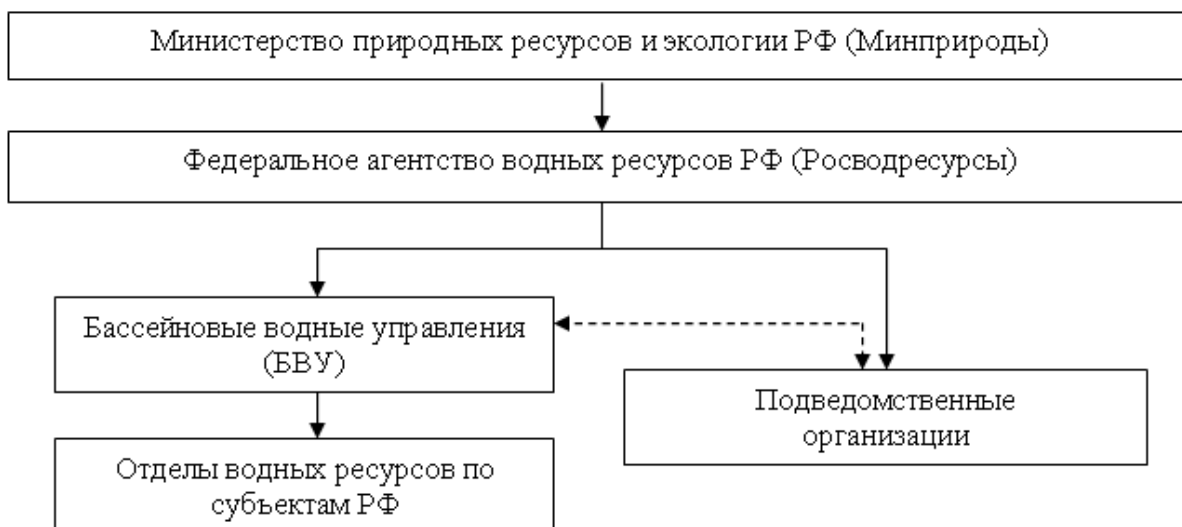 Министерство природных ресурсов и экологии РФ (Минприроды)
Федеральное агентство водных ресурсов РФ (Росводресурсы)
Бассейновые водные управления
(БВУ)
Подведомственные
организации
Отделы водных ресурсов по
субъектам РФ